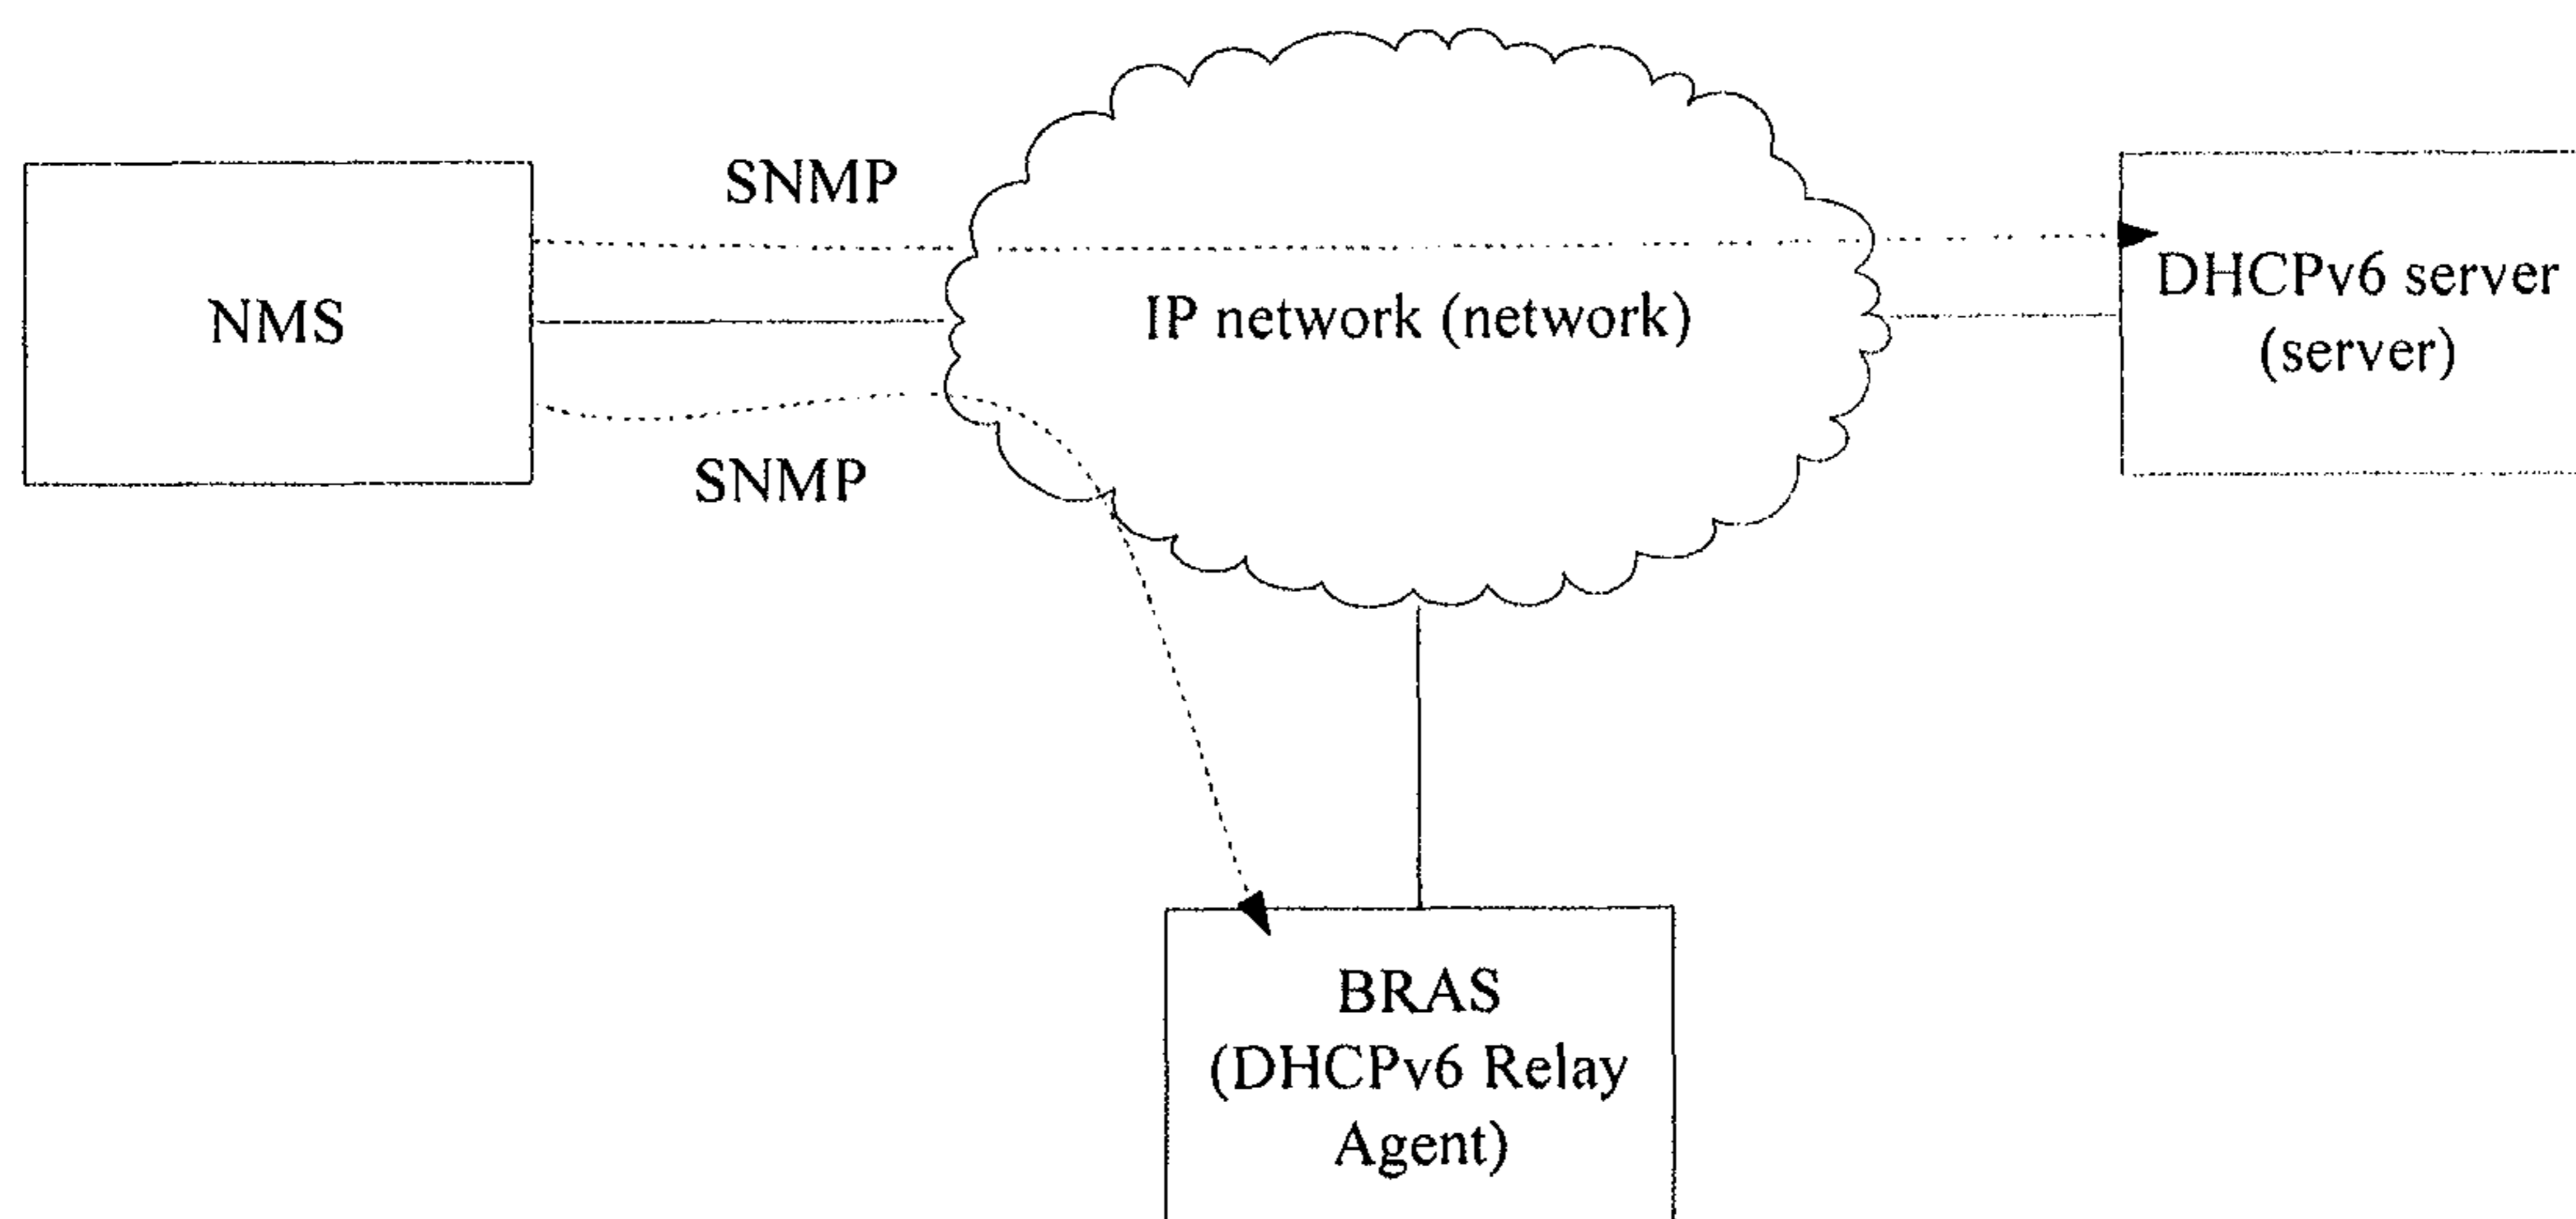 SNMP
NMS
IP network (network)
DHCPv6 server
(server)
SNMP
BRAS
(DHCPv6 Relay
Agent)